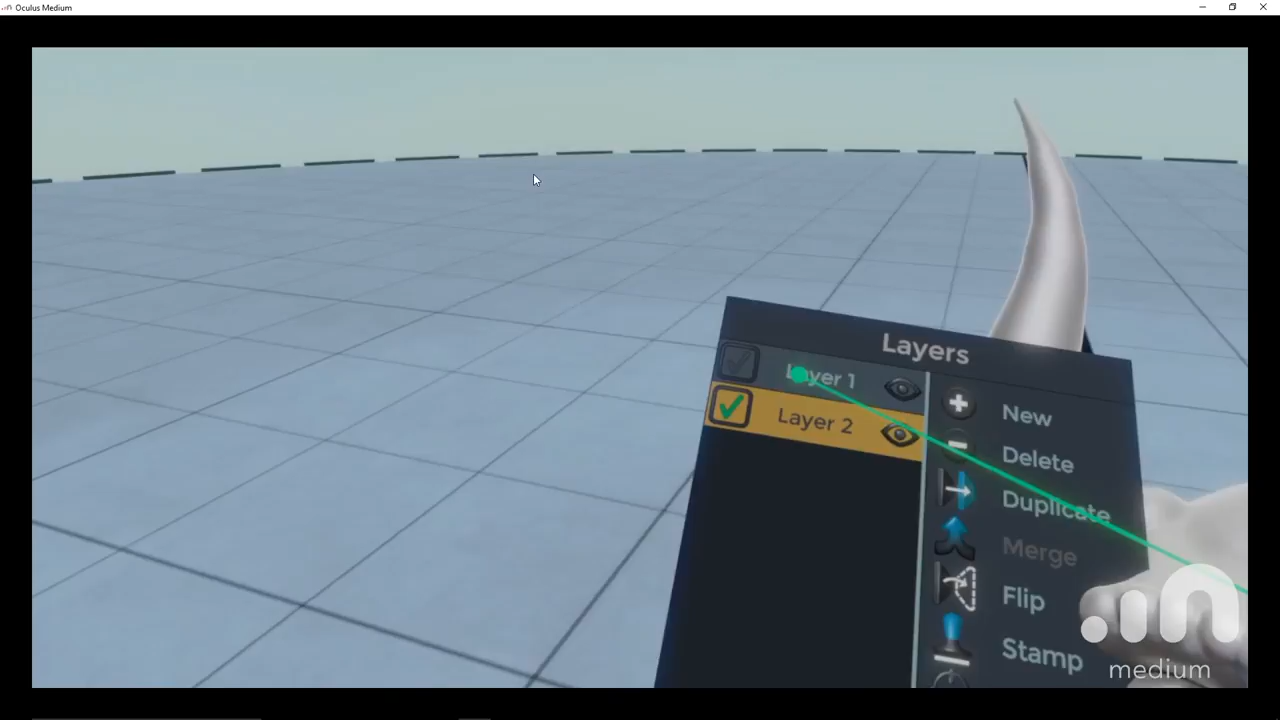 Oculus Medium
Layers
Layer 1
Layer 2
New
Delete
Duplicate
Merge
Flip
Stamp
medium